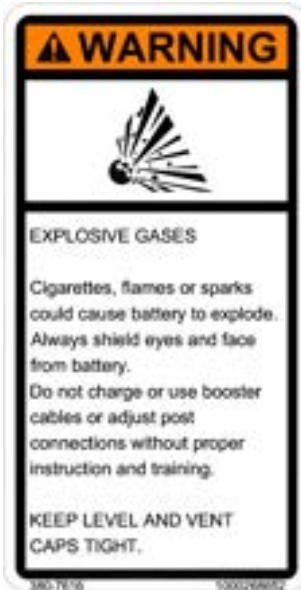 WARNING
EXPLOSIVE GASES
Cigarettes, flames or sparks
could cause battery to explode.
Always shield eyes and face
from battery.
Do not charge or use booster
cables or adjust post
connections without proper
instruction and training.
KEEP LEVEL AND VENT
CAPS TIGHT.